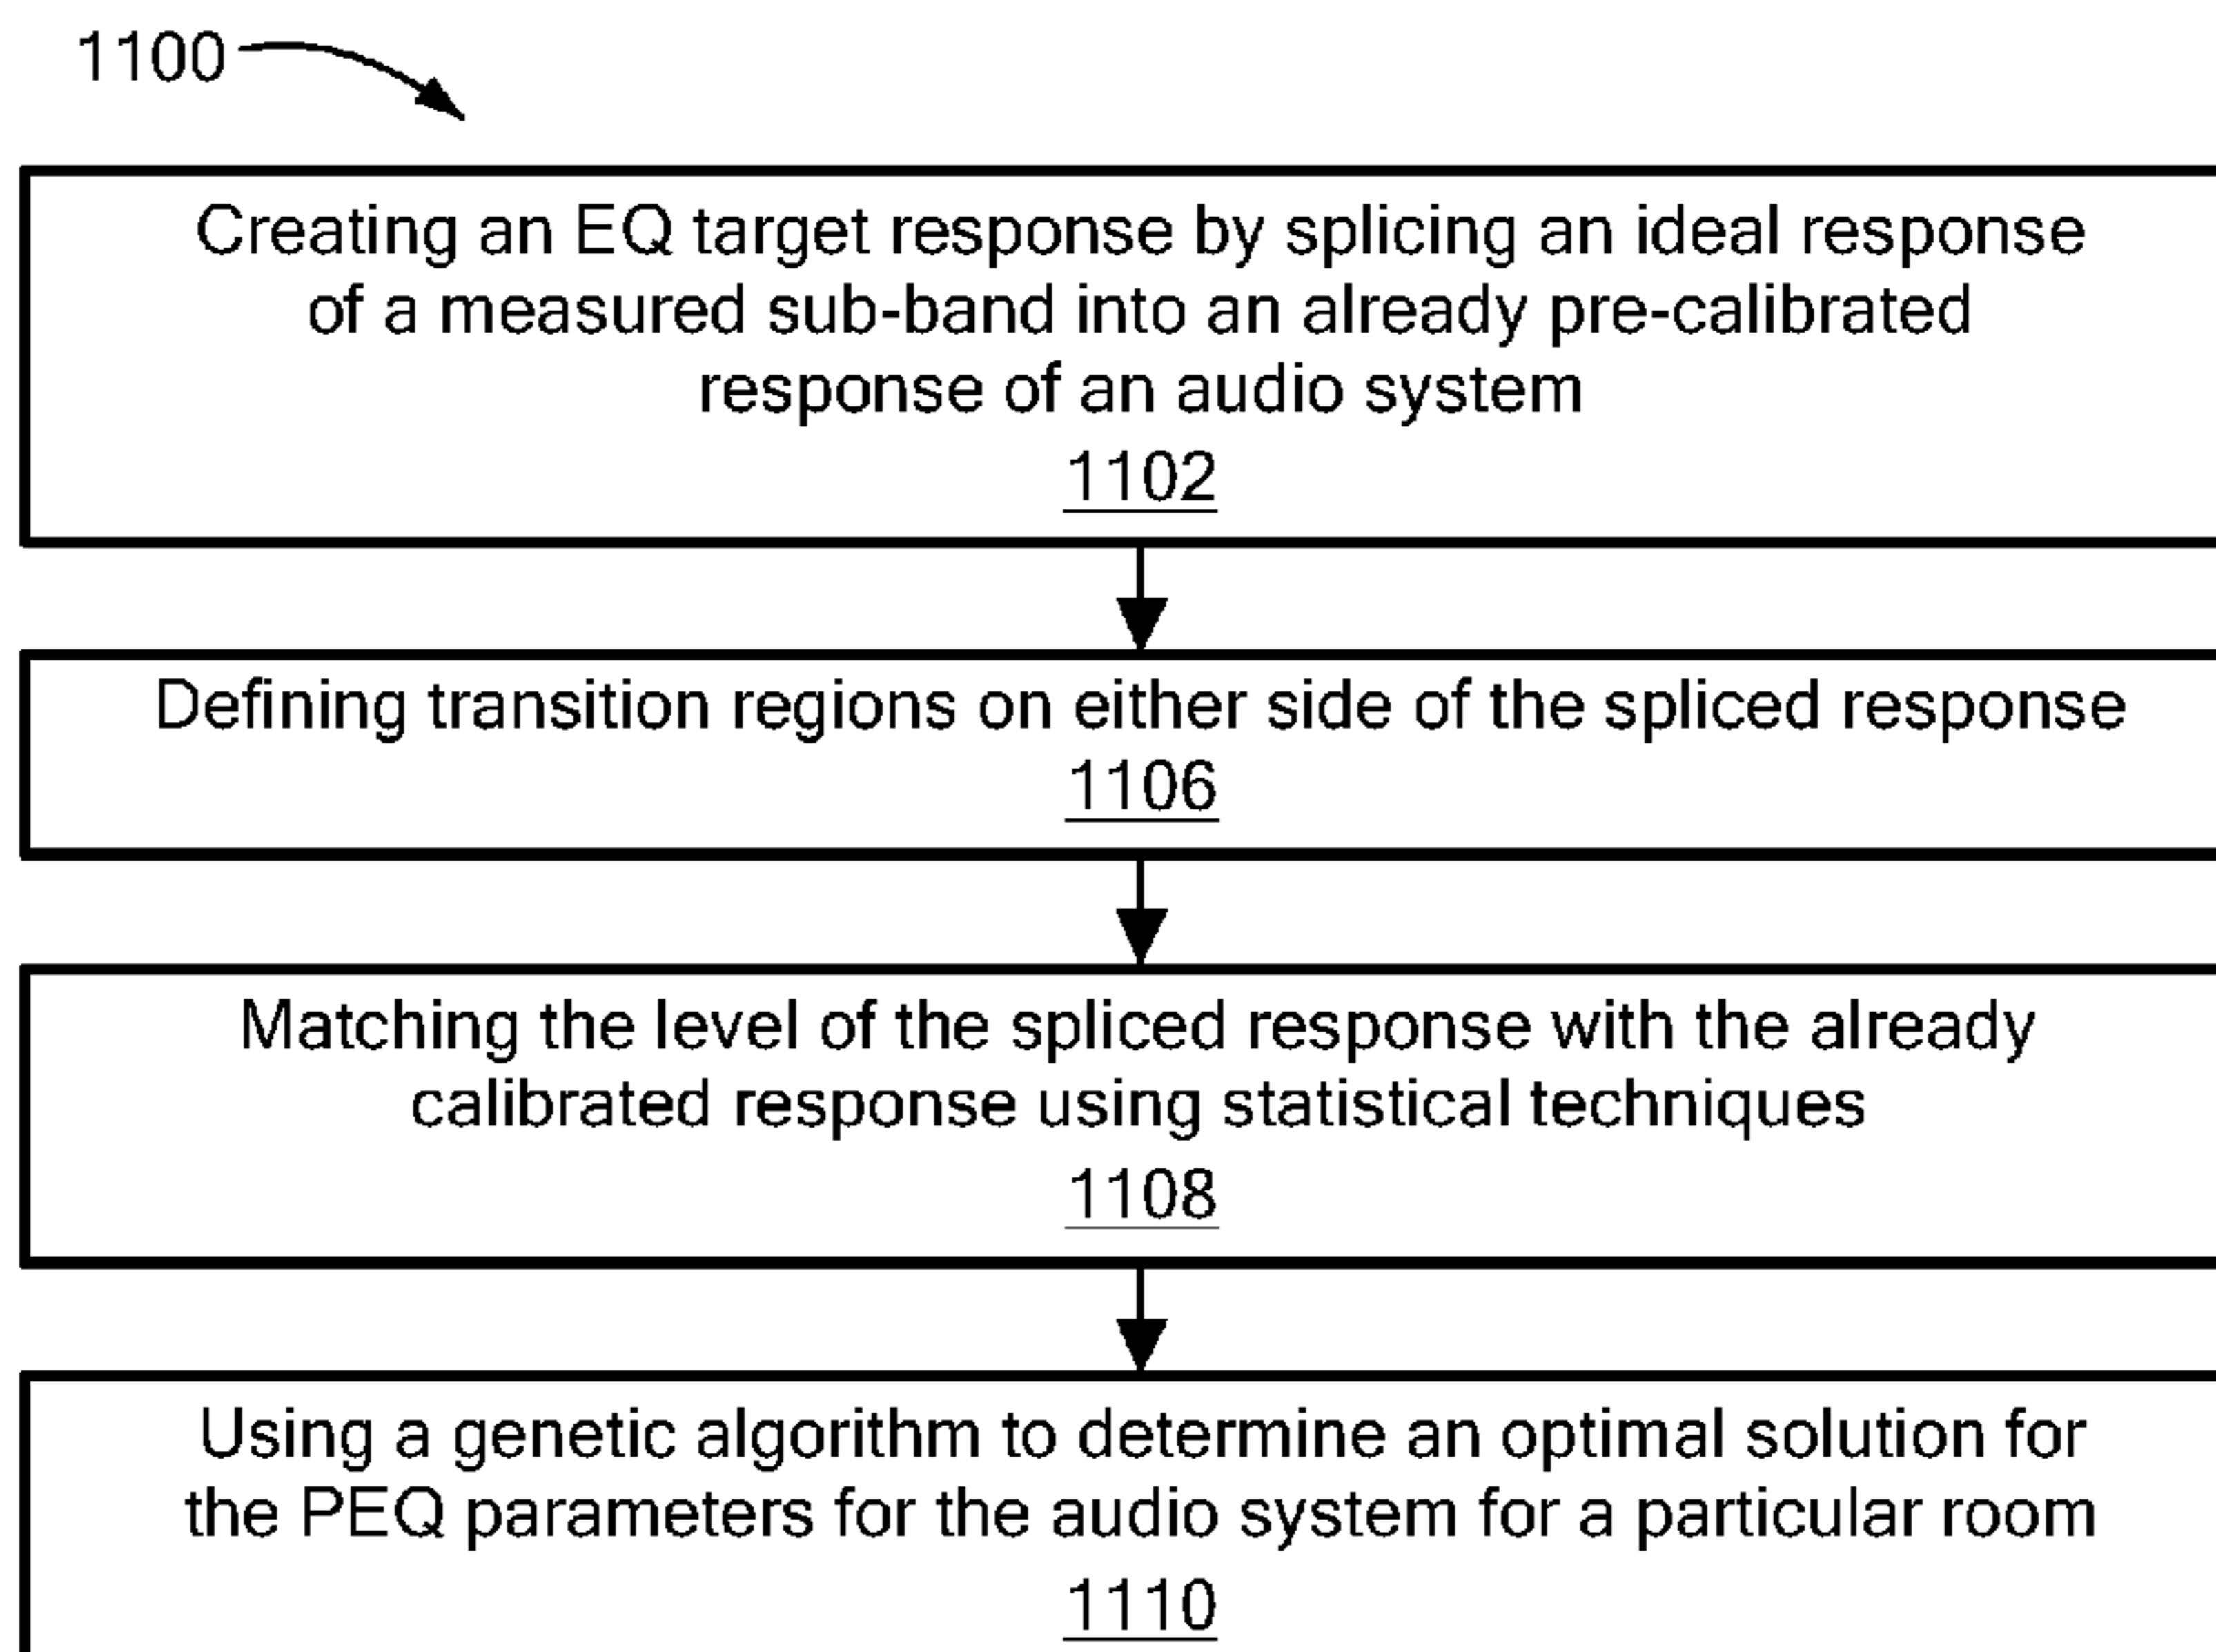 1100
Creating an EQ target response by splicing an ideal response
of a measured sub-band into an already pre-calibrated
response of an audio system
1102
Defining transition regions on either side of the spliced response
1106
Matching the level of the spliced response with the already
calibrated response using statistical techniques
1108
Using a genetic algorithm to determine an optimal solution for
the PEQ parameters for the audio system for a particular room
1110